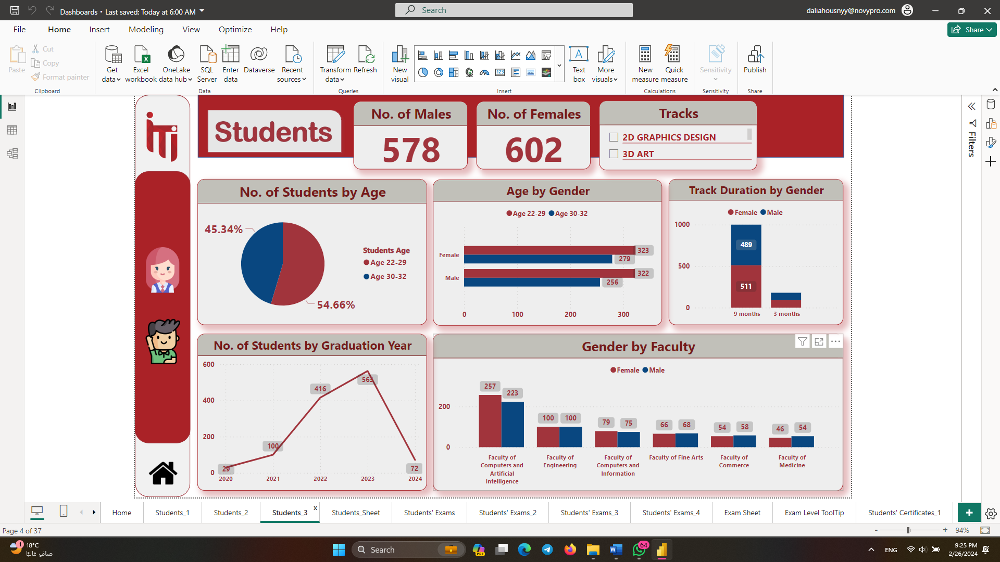 Dashboards • Last saved: Today at 6:00 AM
Search
daliahousnyy@novypro.com
File
Home
Insert
Modeling
View
Optimize
Help
Share
Paste
Cut
Copy
Format painter
Clipboard
Get data
Excel workbook
OneLake data hub
SQL Server
Enter data
Dataverse
Recent sources
Data
Transform data
Refresh
Queries
New visual
Insert
Text box
More visuals
New measure
Quick measure
Calculations
Sensitivity
Sensitivity
Publish
Share
iTi
Students
No. of Males
578
No. of Females
602
Tracks
2D GRAPHICS DESIGN
3D ART
Filters
No. of Students by Age
45.34%
54.66%
Students Age
Age 22-29
Age 30-32
Age by Gender
Age 22-29 Age 30-32
Female
323
279
Male
322
256
0 100 200 300
Track Duration by Gender
Female Male
1000
500
0
489
511
9 months 3 months
No. of Students by Graduation Year
600
400
200
0
29
100
416
563
72
2020 2021 2022 2023 2024
Gender by Faculty
Female Male
200
0
257 223
100 100
79 75
66 68
54 58
46 54
Faculty of Computers and Artificial Intelligence
Faculty of Engineering
Faculty of Computers and Information
Faculty of Fine Arts
Faculty of Commerce
Faculty of Medicine
Home
Students_1
Students_2
Students_3
x
Students_Sheet
Students' Exams
Students' Exams_2
Students' Exams_3
Students' Exams_4
Exam Sheet
Exam Level ToolTip
Students' Certificates_1
+
Page 4 of 37
- + 94%
1
18°C
صافٍ غالبًا
Search
PRE
64
ENG
9:25 PM
2/26/2024